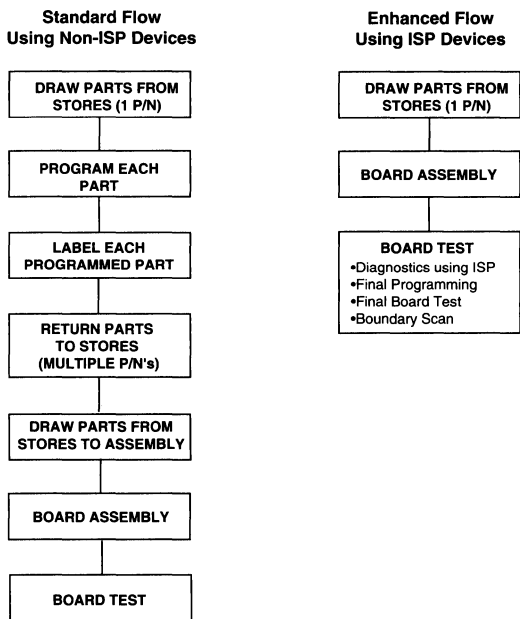 Standard Flow
Using Non-ISP Devices
DRAW PARTS FROM
STORES (1 P/N)
PROGRAM EACH
PART
LABEL EACH
PROGRAMMED PART
RETURN PARTS
TO STORES
(MULTIPLE P/N's)
DRAW PARTS FROM
STORES TO ASSEMBLY
BOARD ASSEMBLY
BOARD TEST
Enhanced Flow
Using ISP Devices
DRAW PARTS FROM
STORES (1 P/N)
BOARD ASSEMBLY
BOARD TEST
•Diagnostics using ISP
•Final Programming
•Final Board Test
•Boundary Scan